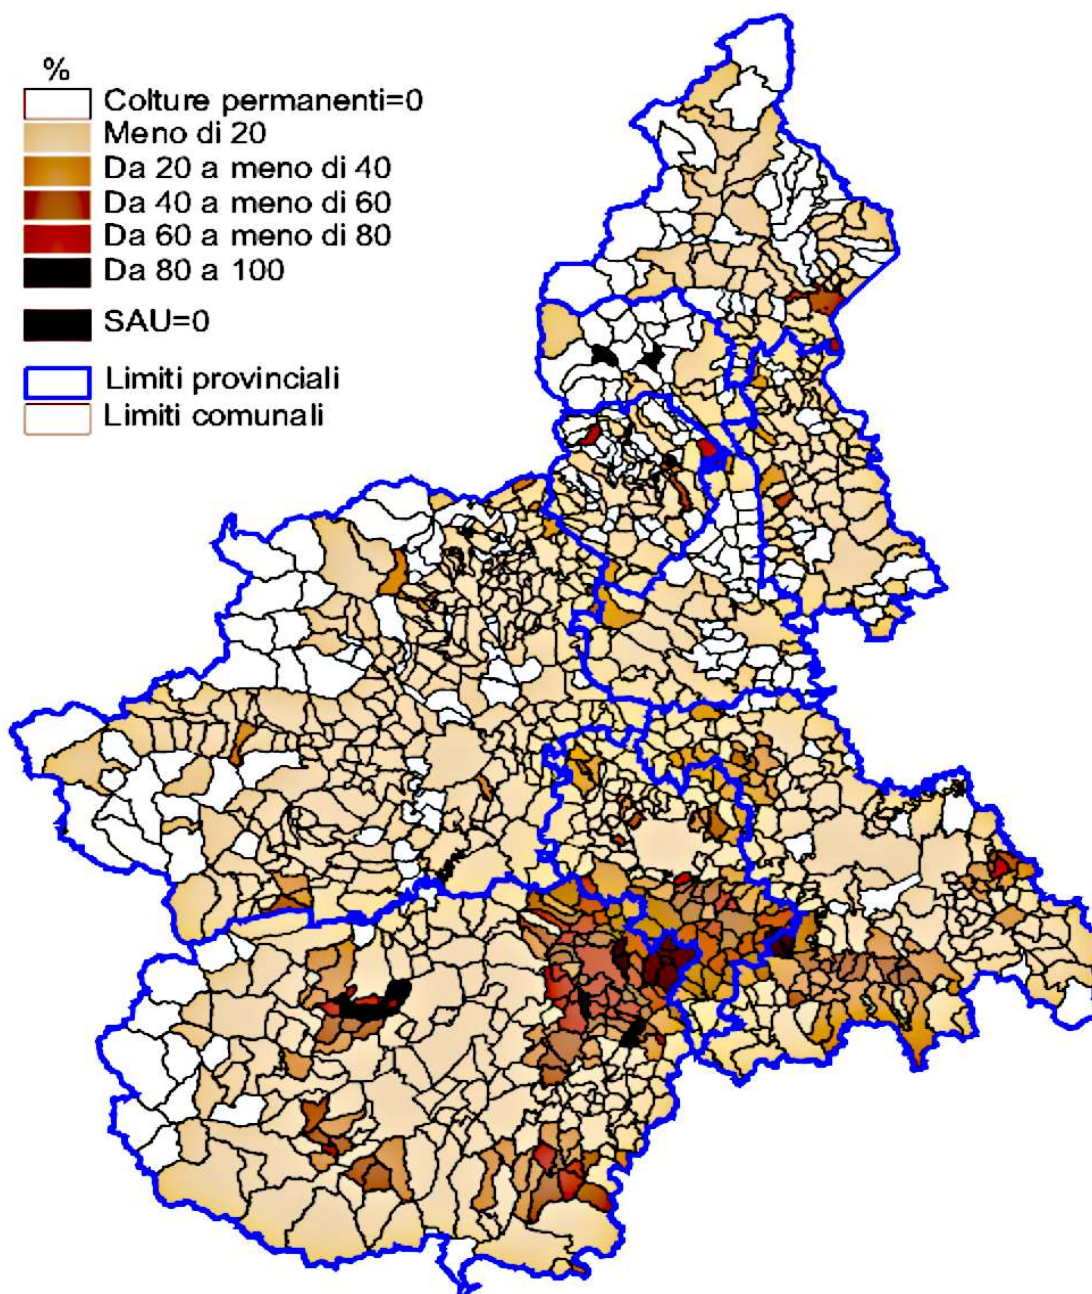 %
Colture permanenti=0
Meno di 20
Da 20 a meno di 40
Da 40 a meno di 60
Da 60 a meno di 80
Da 80 a 100
SAU=0
Limiti provinciali
Limiti comunali